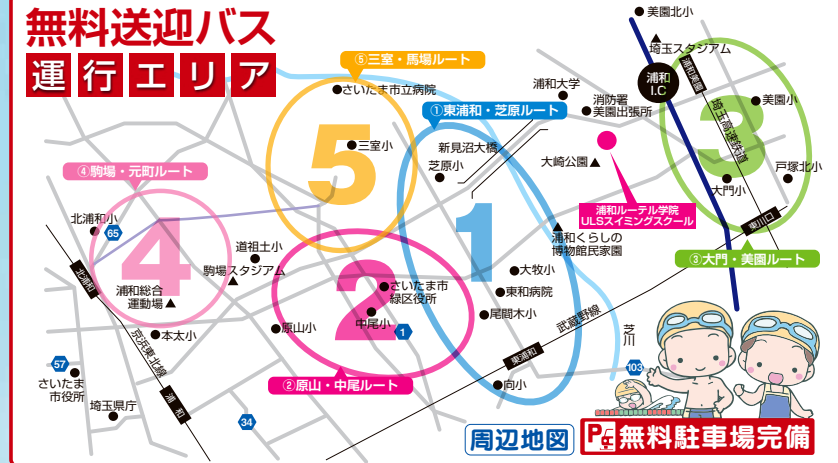 無料送迎バス
運行エリア
⑤三室・馬場ルート
さいたま市立病院
①東浦和・芝原ルート
④駒場・元町ルート
美園北小
埼玉スタジアム
浦和
I.C
浦和美園
埼玉高速鉄道
浦和大学
消防署
美園出張所
美園小
3
5
三室小
新見沼大橋
芝原小
大崎公園
大門小
戸塚北小
浦和ルーテル学院
ULSスイミングスクール
東川口
③大門・美園ルート
1
浦和くらしの
博物館民家園
北浦和小
65
4
北浦和
道祖土小
駒場スタジアム
浦和総合
運動場
2
さいたま市
緑区役所
中尾小
1
大牧小
東和病院
尾間木小
武蔵野線
芝川
原山小
本太小
京浜東北線
57
さいたま
市役所
浦和
埼玉県庁
34
②原山・中尾ルート
東浦和
向小
103
周辺地図
P無料駐車場完備